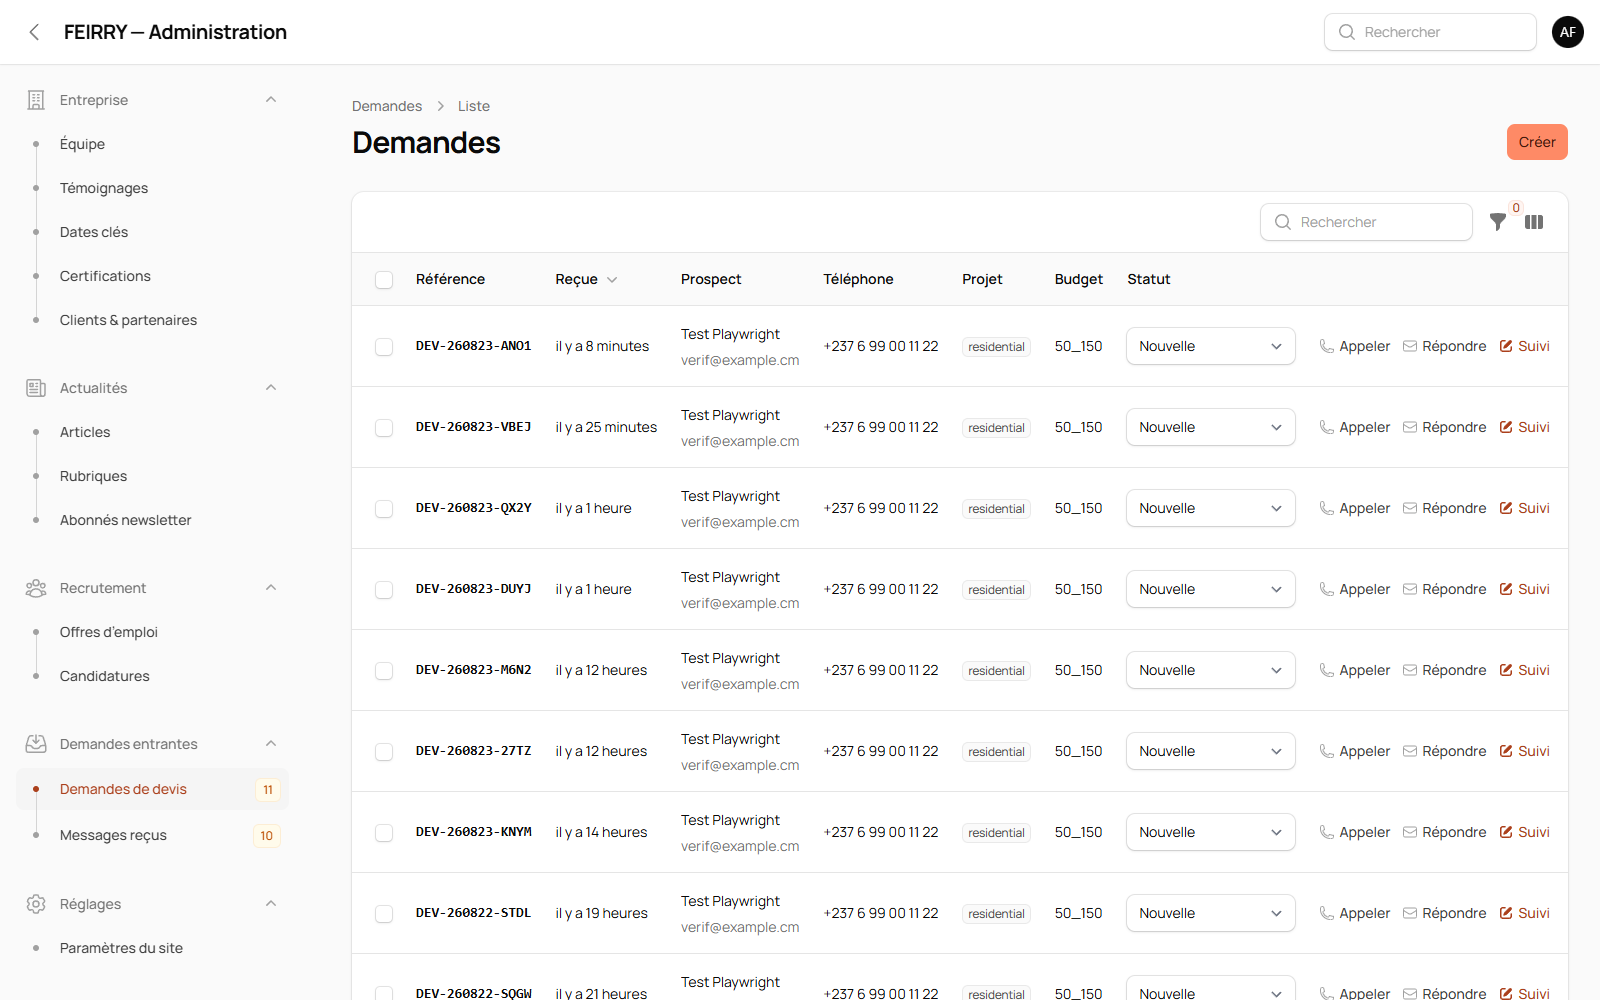 FEIRRY — Administration
Rechercher
AF
Entreprise
Équipe
Témoignages
Dates clés
Certifications
Clients & partenaires
Actualités
Articles
Rubriques
Abonnés newsletter
Recrutement
Offres d'emploi
Candidatures
Demandes entrantes
Demandes de devis 11
Messages reçus 10
Réglages
Paramètres du site
Demandes > Liste
Demandes
Créer
Rechercher
0
Référence Reçue Prospect Téléphone Projet Budget Statut
DEV-260823-ANO1 il y a 8 minutes Test Playwright verif@example.cm +237 6 99 00 11 22 residential 50_150 Nouvelle Appeler Répondre Suivi
DEV-260823-VBEJ il y a 25 minutes Test Playwright verif@example.cm +237 6 99 00 11 22 residential 50_150 Nouvelle Appeler Répondre Suivi
DEV-260823-QX2Y il y a 1 heure Test Playwright verif@example.cm +237 6 99 00 11 22 residential 50_150 Nouvelle Appeler Répondre Suivi
DEV-260823-DUYJ il y a 1 heure Test Playwright verif@example.cm +237 6 99 00 11 22 residential 50_150 Nouvelle Appeler Répondre Suivi
DEV-260823-M6N2 il y a 12 heures Test Playwright verif@example.cm +237 6 99 00 11 22 residential 50_150 Nouvelle Appeler Répondre Suivi
DEV-260823-27TZ il y a 12 heures Test Playwright verif@example.cm +237 6 99 00 11 22 residential 50_150 Nouvelle Appeler Répondre Suivi
DEV-260823-KNYM il y a 14 heures Test Playwright verif@example.cm +237 6 99 00 11 22 residential 50_150 Nouvelle Appeler Répondre Suivi
DEV-260822-STDL il y a 19 heures Test Playwright verif@example.cm +237 6 99 00 11 22 residential 50_150 Nouvelle Appeler Répondre Suivi
DEV-260822-SQGW il y a 21 heures Test Playwright +237 6 99 00 11 22 residential 50_150 Nouvelle Appeler Répondre Suivi